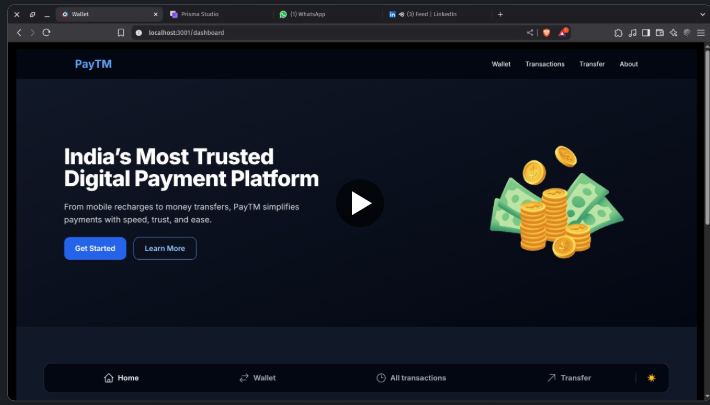 Wallet
Prisma Studio
(1) WhatsApp
(3) Feed | LinkedIn
localhost:3001/dashboard
PayTM
Wallet
Transactions
Transfer
About
India's Most Trusted
Digital Payment Platform
From mobile recharges to money transfers, PayTM simplifies
payments with speed, trust, and ease.
Get Started
Learn More
Home
Wallet
All transactions
Transfer